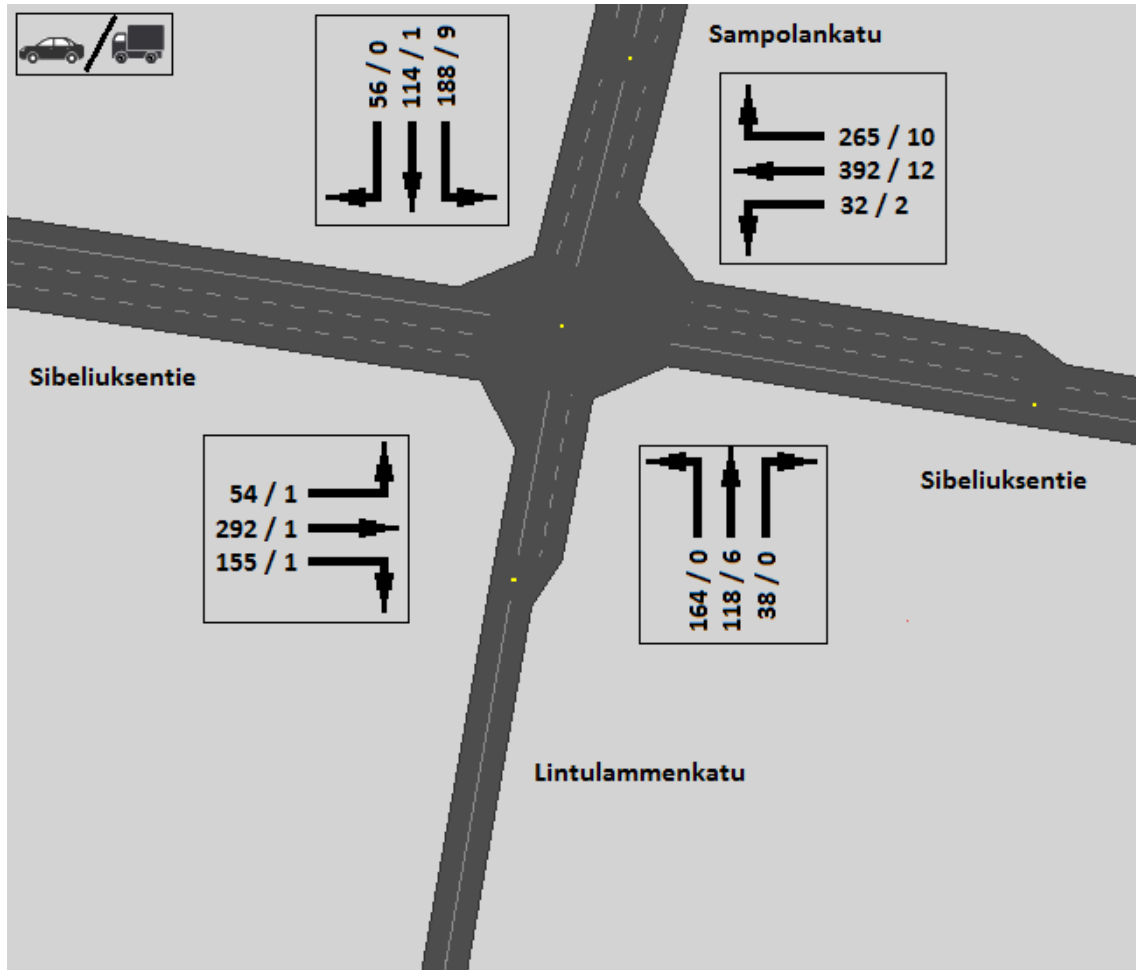 Sampolankatu
56 / 0
114 / 1
188 / 9
265 / 10
392 / 12
32 / 2
Sibeliuksentie
54 / 1
292 / 1
155 / 1
164 / 0
118 / 6
38 / 0
Sibeliuksentie
Lintulammenkatu